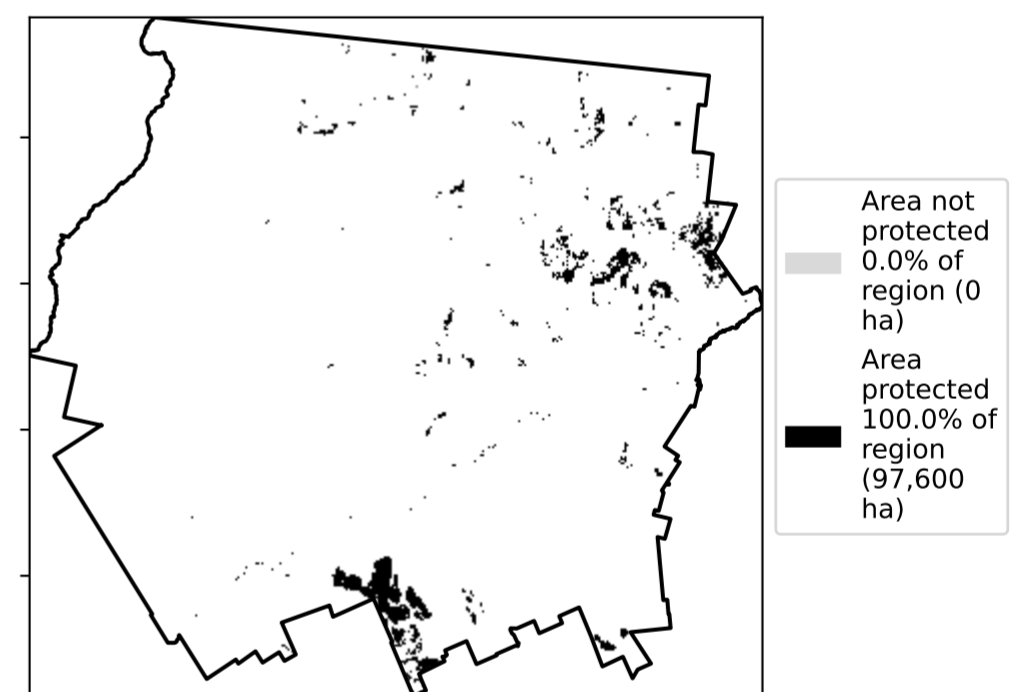 Area not
protected
0.0% of
region (0
ha)
Area
protected
100.0% of
region
(97,600
ha)